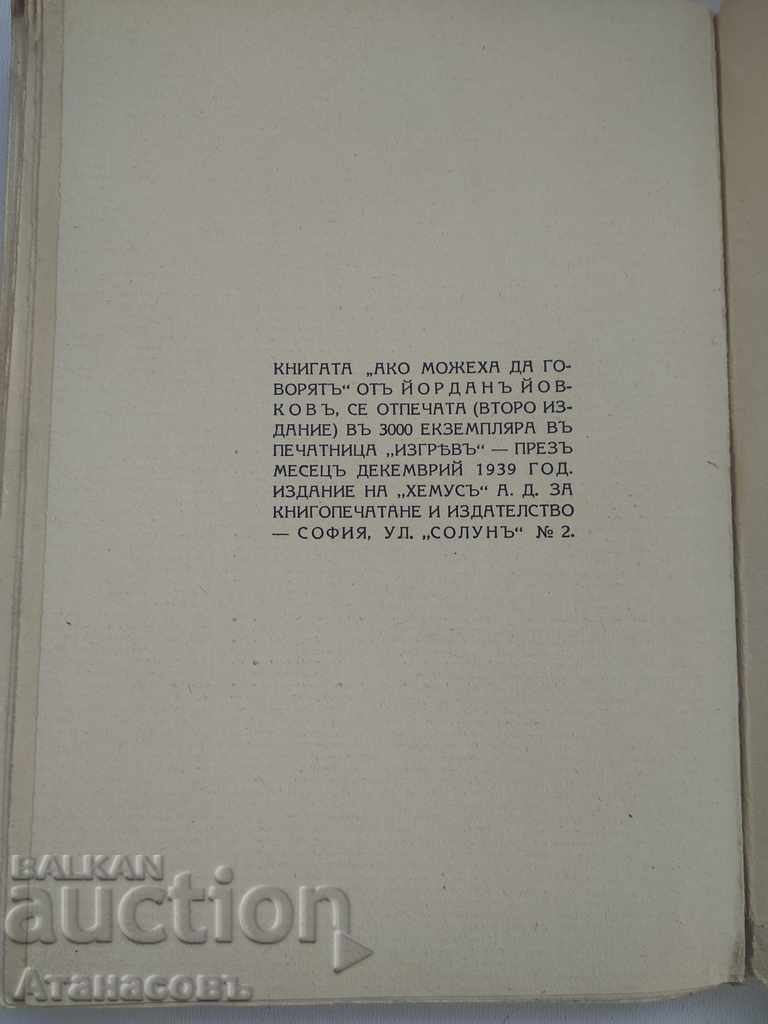 КНИГАТА „АКО МОЖЕХА ДА ГО-
ВОРЯТЪ“ ОТЪ ЙОРДАНЪ ЙОВ-
КОВЪ, СЕ ОТПЕЧАТА (ВТОРО ИЗ-
ДАНИЕ) ВЪ 3000 ЕКЗЕМПЛЯРА ВЪ
ПЕЧАТНИЦА „ИЗГРѢВЪ“ — ПРЕЗЪ
МЕСЕЦЪ ДЕКЕМВРИЙ 1939 ГОД.
ИЗДАНИЕ НА „ХЕМУСЪ“ А. Д. ЗА
КНИГОПЕЧАТАНЕ И ИЗДАТЕЛСТВО
— СОФИЯ, УЛ. „СОЛУНЪ“ № 2.
BALKAN
auction
Атанасовъ